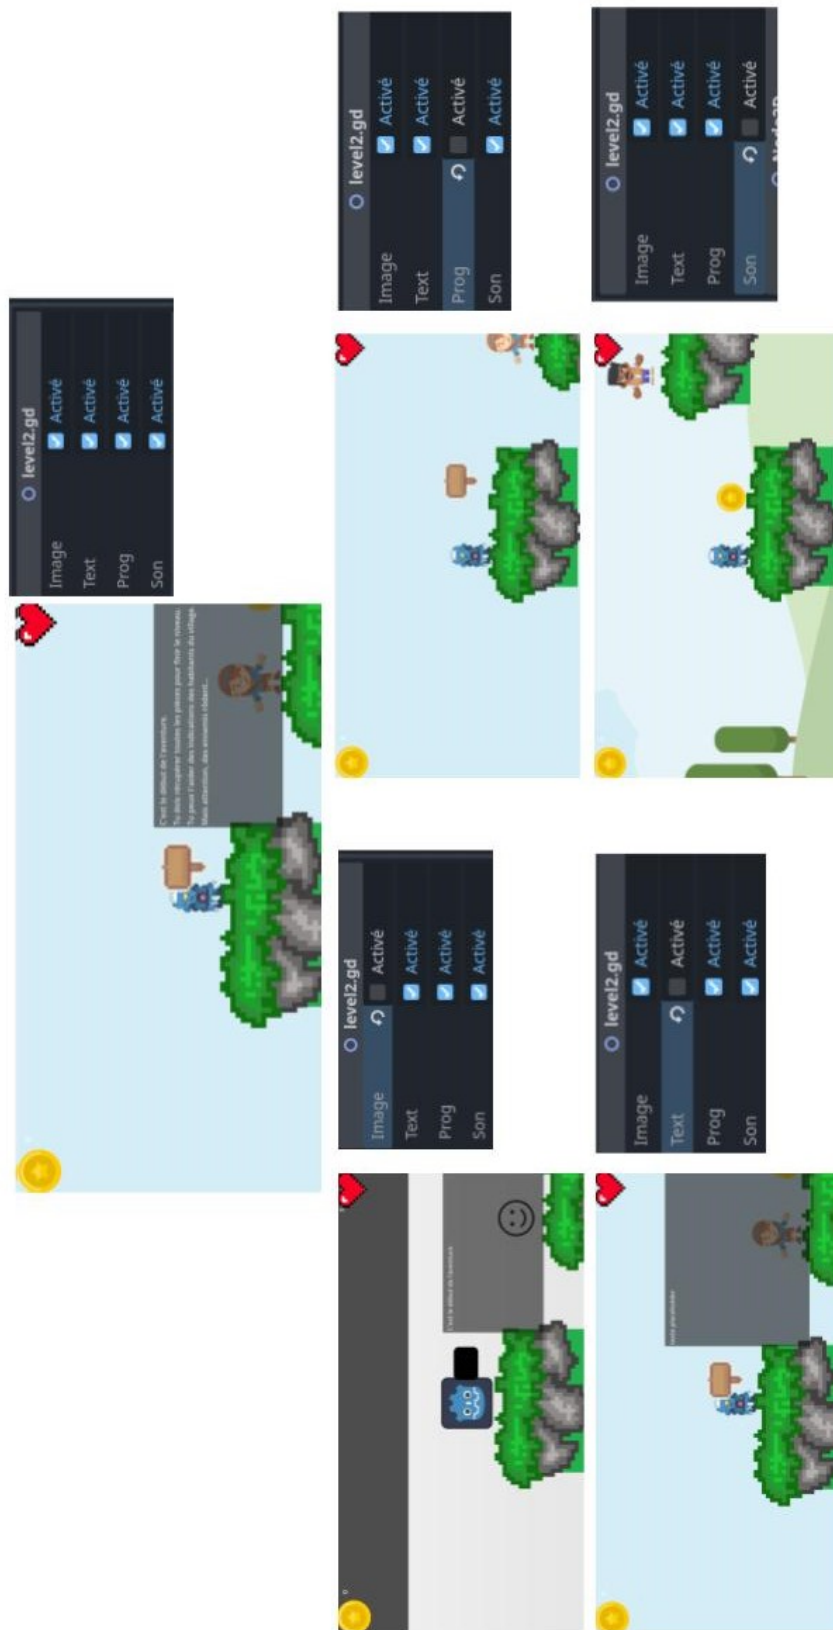 level2.gd
Image Activé
Text Activé
Prog Activé
Son Activé
C'est le début de l'aventure.
Tu dois récupérer toutes les pièces pour finir le niveau.
Tu peux t'aider des indications des habitants du village.
Mais attention, des ennemis rôdent...
level2.gd
Image Activé
Text Activé
Prog Activé
Son Activé
C'est le début de l'aventure
level2.gd
Image Activé
Text Activé
Prog Activé
Son Activé
level2.gd
Image Activé
Text Activé
Prog Activé
Son Activé
placeholder
level2.gd
Image Activé
Text Activé
Prog Activé
Son Activé